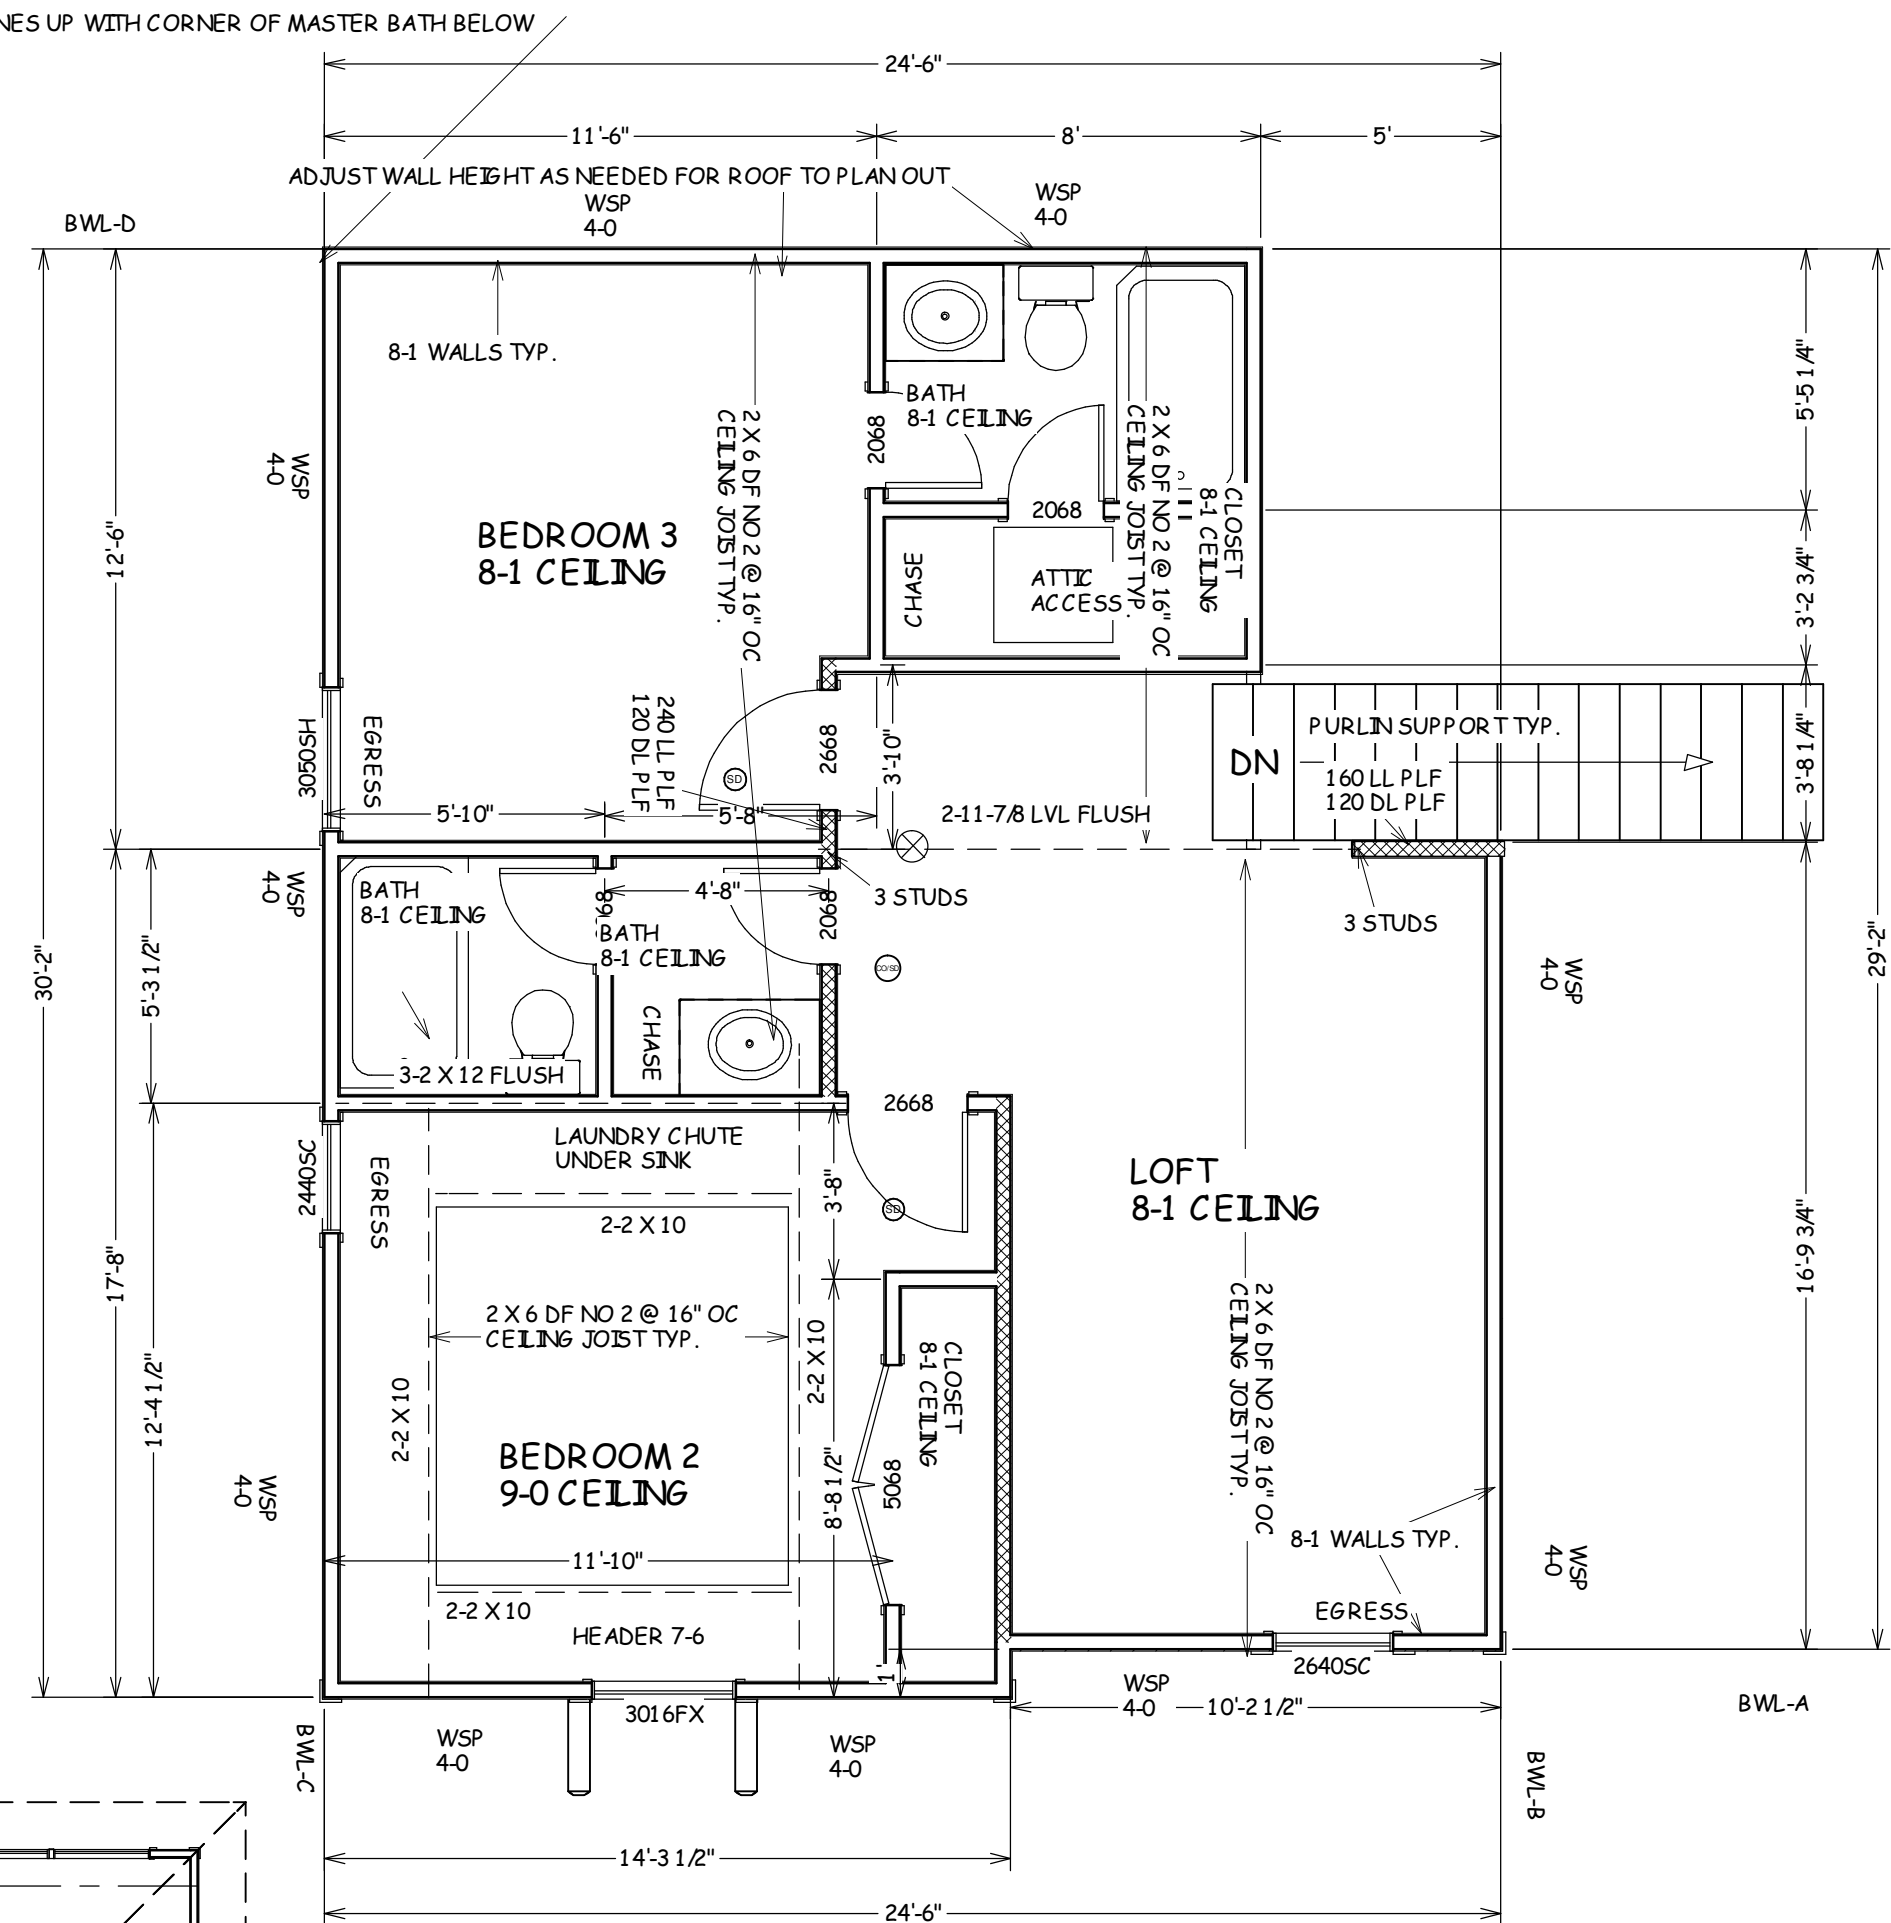 NES UP WITH CORNER OF MASTER BATH BELOW
24'-6"
11'-6"
8'
5'
ADJUST WALL HEIGHT AS NEEDED FOR ROOF TO PLAN OUT
WSP
4-0
WSP
4-0
BWL-D
8-1 WALLS TYP.
BATH
8-1 CEILING
2068
2 X 6 DF NO 2 @ 16" OC
CEILING JOIST TYP.
2 X 6 DF NO 2 @ 16" OC
CEILING JOIST TYP.
5'-5 1/4"
WSP
4-0
BEDROOM 3
8-1 CEILING
2068
CLOSET
8-1 CEILING
CHASE
ATTIC
ACCESS
12'-6"
3'-2 3/4"
3050SH
EGRESS
240 LL PLF
120 DL PLF
2668
SD
3'-10"
DN
PURLIN SUPPORT TYP.
160 LL PLF
120 DL PLF
3'-8 1/4"
5'-10"
5'-8"
2-11-7/8 LVL FLUSH
WSP
4-0
BATH
8-1 CEILING
4'-8"
68
2068
3 STUDS
3 STUDS
BATH
8-1 CEILING
CO/SD
30'-2"
5'-3 1/2"
29'-2"
WSP
4-0
CHASE
3-2 X 12 FLUSH
2668
2440SC
EGRESS
LAUNDRY CHUTE
UNDER SINK
3'-8"
SD
LOFT
8-1 CEILING
2-2 X 10
17'-8"
16'-9 3/4"
2 X 6 DF NO 2 @ 16" OC
CEILING JOIST TYP.
2-2 X 10
CLOSET
8-1 CEILING
2 X 6 DF NO 2 @ 16" OC
CEILING JOIST TYP.
12'-4 1/2"
2-2 X 10
WSP
4-0
BEDROOM 2
9-0 CEILING
8'-8 1/2"
5068
8-1 WALLS TYP.
WSP
4-0
11'-10"
2-2 X 10
EGRESS
HEADER 7-6
1'
2640SC
3016FX
WSP
4-0
10'-2 1/2"
BWL-A
BWL-C
WSP
4-0
WSP
4-0
BWL-B
14'-3 1/2"
24'-6"